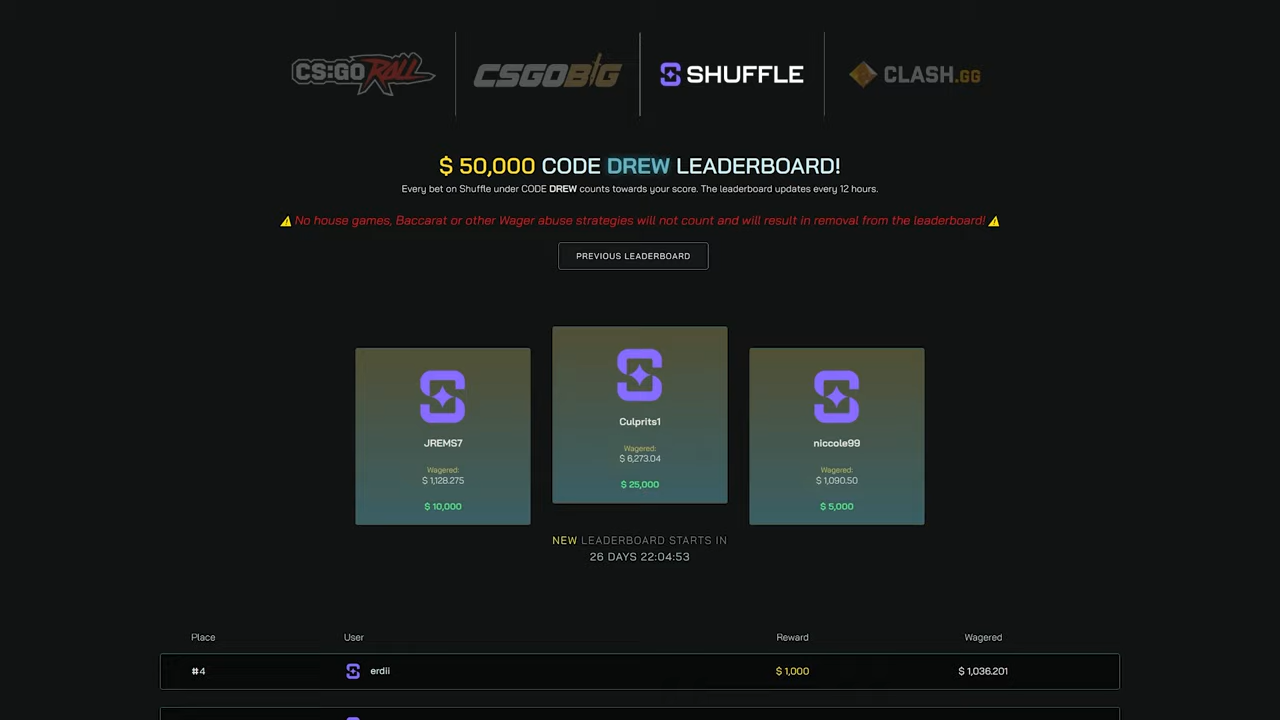 CS:GO ROLL
CSGOBIG
SHUFFLE
CLASH.GG
$ 50,000 CODE DREW LEADERBOARD!
Every bet on Shuffle under CODE DREW counts towards your score. The leaderboard updates every 12 hours.
No house games, Baccarat or other Wager abuse strategies will not count and will result in removal from the leaderboard!
PREVIOUS LEADERBOARD
JREMS7
Wagered:
$ 1,128.275
$ 10,000
Culprits1
Wagered:
$ 6,273.04
$ 25,000
niccole99
Wagered:
$ 1,090.50
$ 5,000
NEW LEADERBOARD STARTS IN
26 DAYS 22:04:53
Place User Reward Wagered
#4 erdii $ 1,000 $ 1,036.201